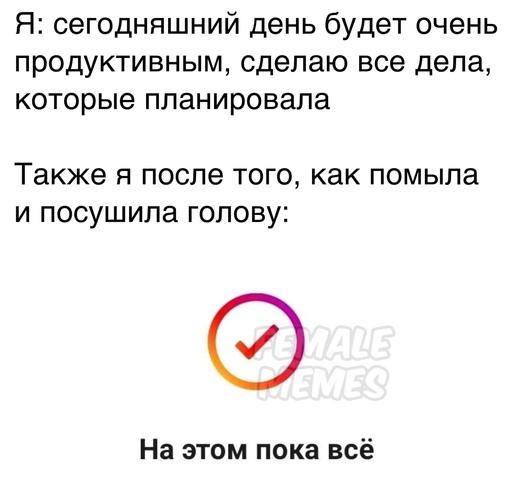 Я: сегодняшний день будет очень
продуктивным, сделаю все дела,
которые планировала
Также я после того, как помыла
и посушила голову:
FEMALE
MEMES
На этом пока всё